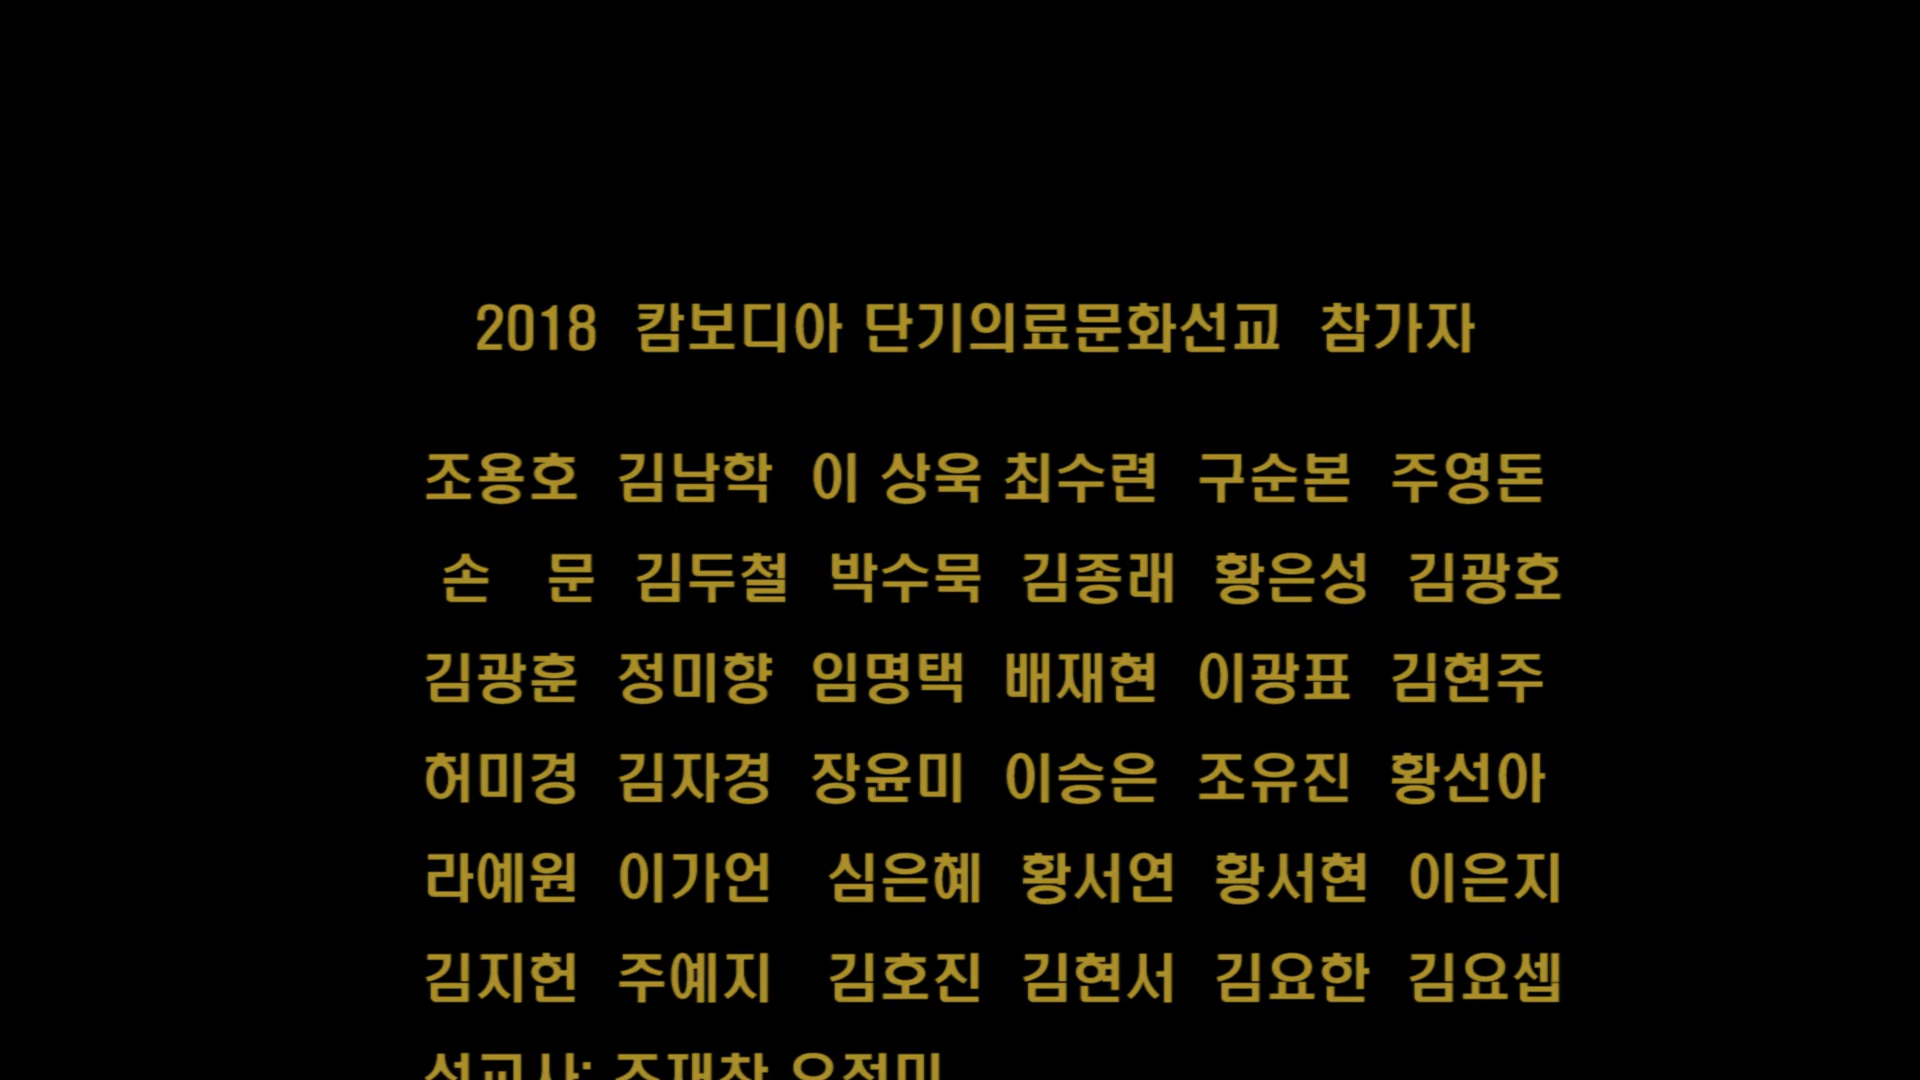 2018 캄보디아 단기의료문화선교 참가자
조용호 김남학 이 상욱 최수련 구순본 주영돈
손 문 김두철 박수묵 김종래 황은성 김광호
김광훈 정미향 임명택 배재현 이광표 김현주
허미경 김자경 장윤미 이승은 조유진 황선아
라예원 이가언 심은혜 황서연 황서현 이은지
김지헌 주예지 김호진 김현서 김요한 김요셉
선교사: